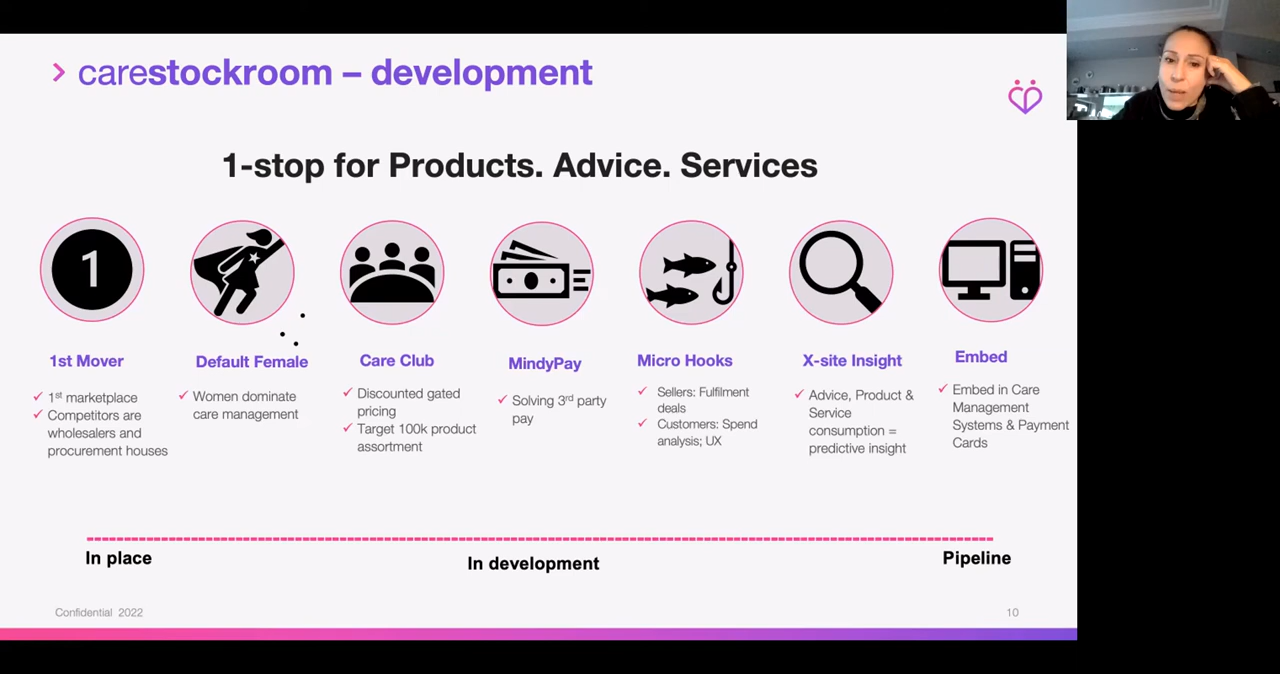 > carestockroom – development
1-stop for Products. Advice. Services
1
1st Mover
✓ 1st marketplace
✓ Competitors are
wholesalers and
procurement houses
Default Female
✓ Women dominate
care management
Care Club
✓ Discounted gated
pricing
✓ Target 100k product
assortment
MindyPay
✓ Solving 3rd party
pay
Micro Hooks
✓ Sellers: Fulfilment
deals
✓ Customers: Spend
analysis; UX
X-site Insight
✓ Advice, Product &
Service
consumption =
predictive insight
Embed
✓ Embed in Care
Management
Systems & Payment
Cards
In place
In development
Pipeline
Confidential 2022
10